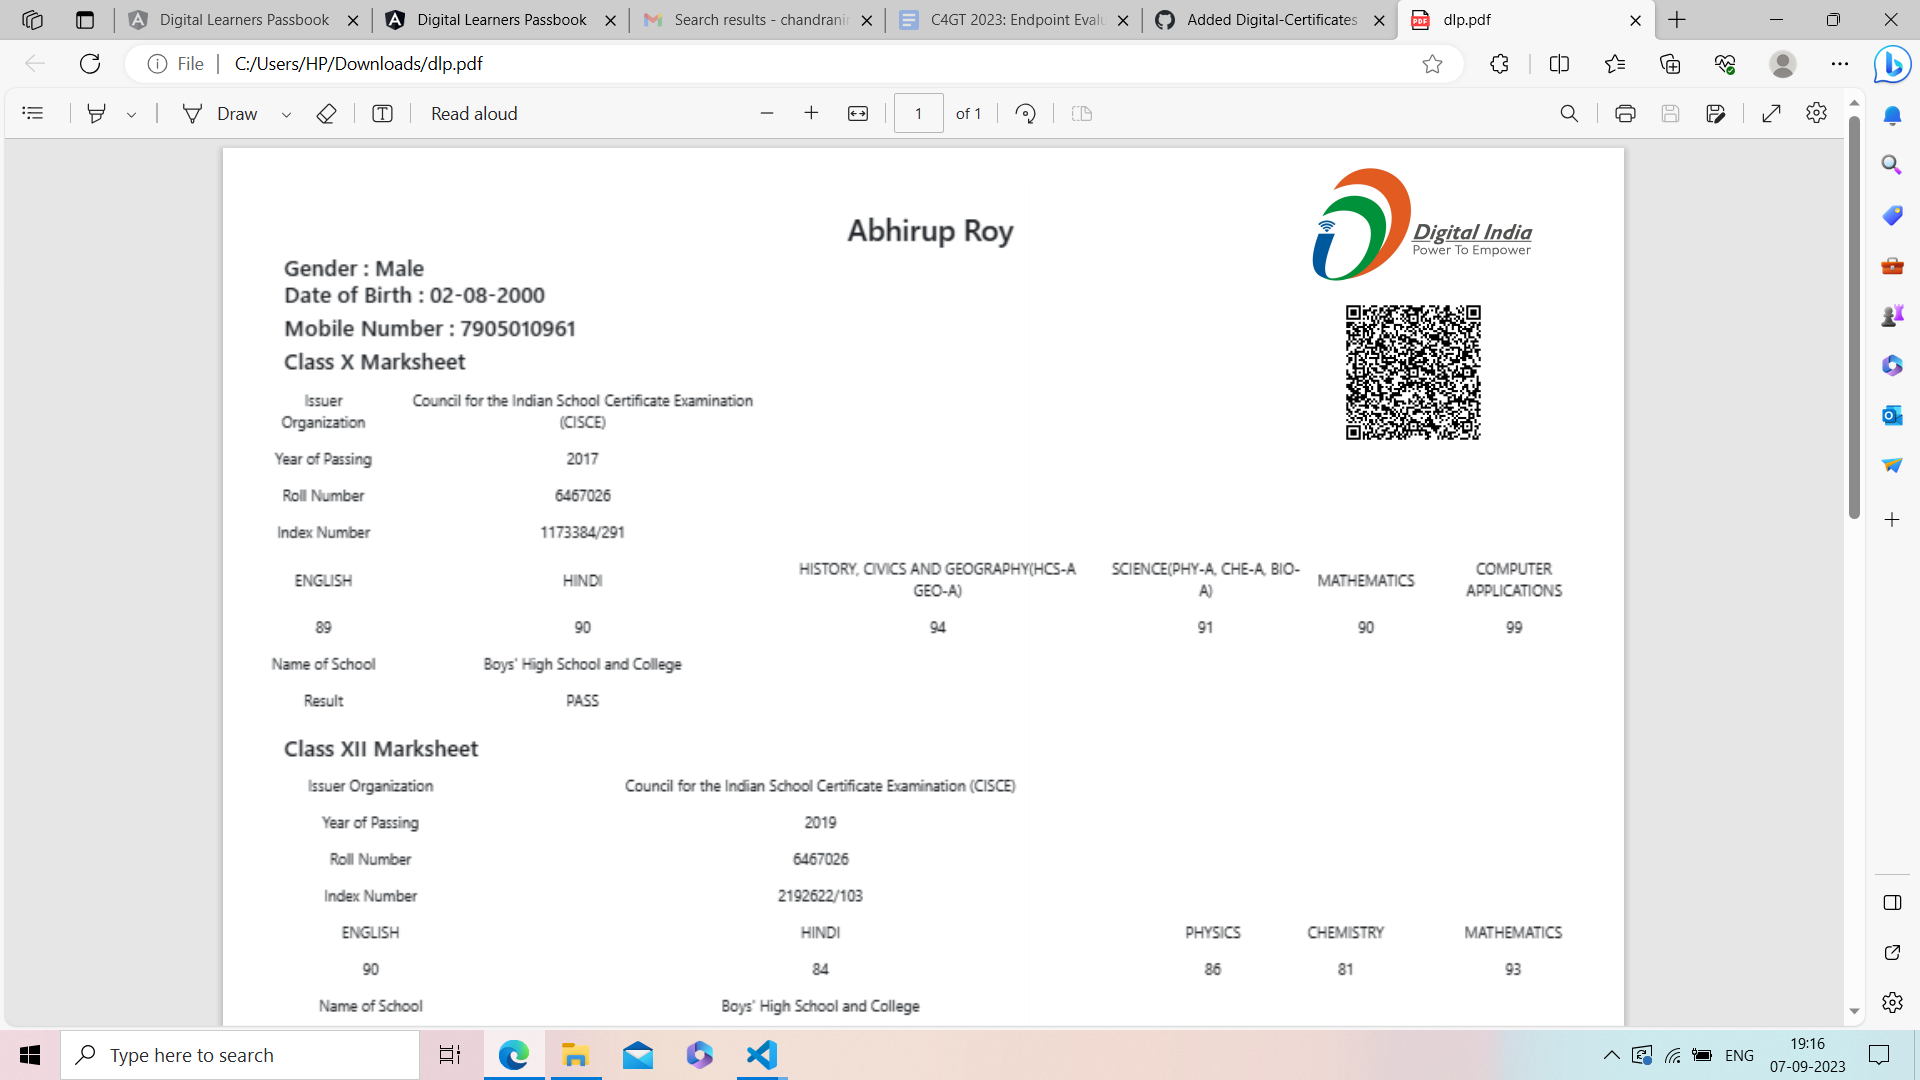 Digital Learners Passbook
Digital Learners Passbook
Search results - chandranin
C4GT 2023: Endpoint Evalu
Added Digital-Certificates
dlp.pdf
File
C:/Users/HP/Downloads/dlp.pdf
Draw
Read aloud
1
of 1
Abhirup Roy
Digital India
Power To Empower
Gender : Male
Date of Birth : 02-08-2000
Mobile Number : 7905010961
Class X Marksheet
Issuer Organization Council for the Indian School Certificate Examination (CISCE)
Year of Passing 2017
Roll Number 6467026
Index Number 1173384/291
ENGLISH HINDI HISTORY, CIVICS AND GEOGRAPHY(HCS-A GEO-A) SCIENCE(PHY-A, CHE-A, BIO-A) MATHEMATICS COMPUTER APPLICATIONS
89 90 94 91 90 99
Name of School Boys' High School and College
Result PASS
Class XII Marksheet
Issuer Organization Council for the Indian School Certificate Examination (CISCE)
Year of Passing 2019
Roll Number 6467026
Index Number 2192622/103
ENGLISH HINDI PHYSICS CHEMISTRY MATHEMATICS
90 84 86 81 93
Name of School Boys' High School and College
Type here to search
ENG
19:16
07-09-2023